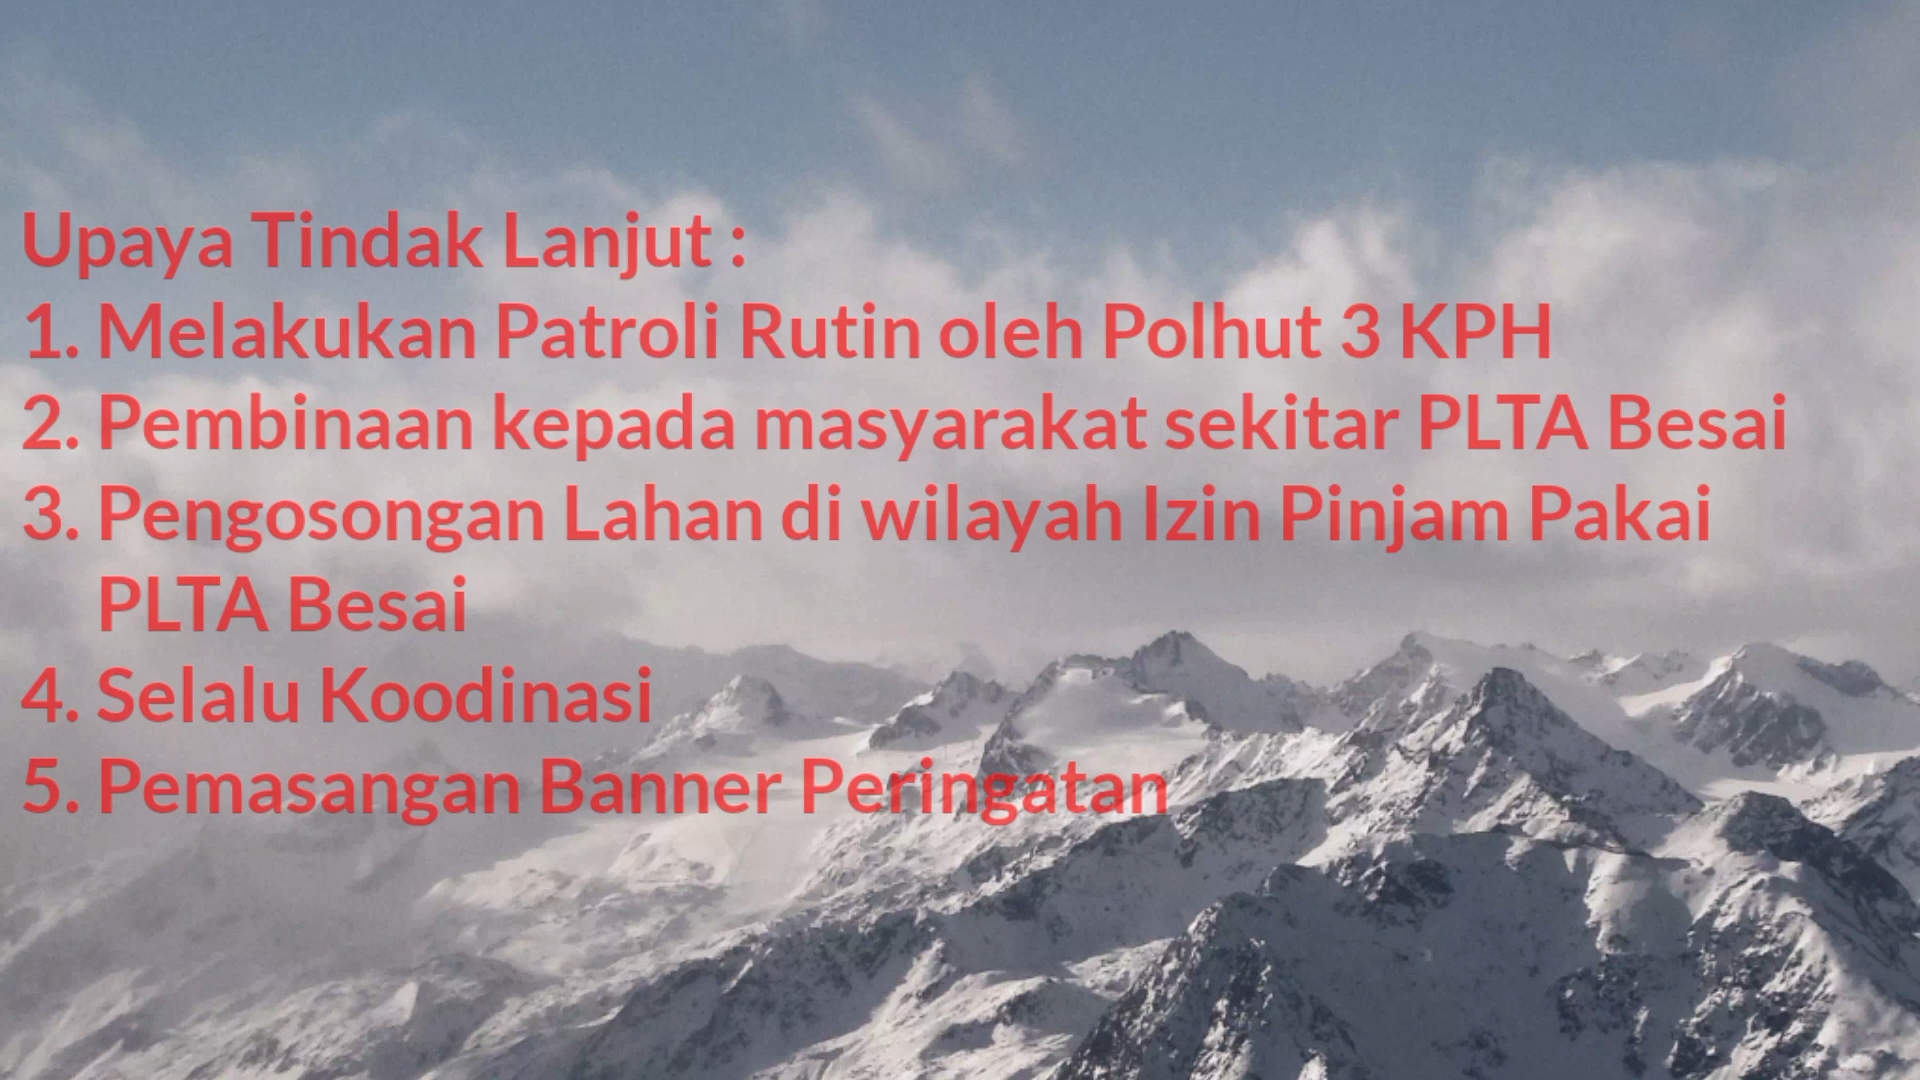 Upaya Tindak Lanjut :
1. Melakukan Patroli Rutin oleh Polhut 3 KPH
2. Pembinaan kepada masyarakat sekitar PLTA Besai
3. Pengosongan Lahan di wilayah Izin Pinjam Pakai
PLTA Besai
4. Selalu Koodinasi
5. Pemasangan Banner Peringatan